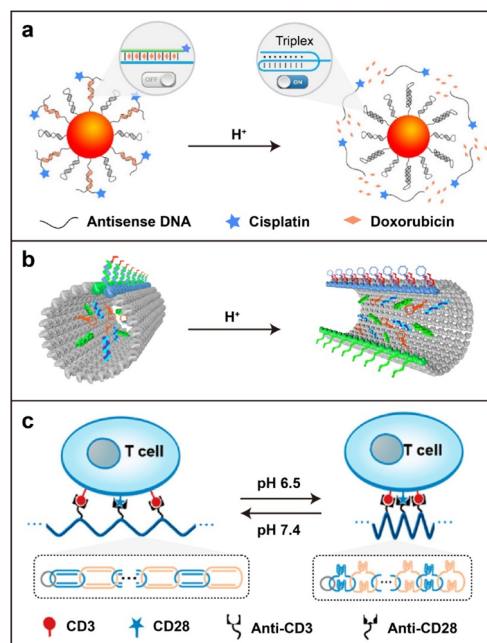 a
OFF
Triplex
ON
H⁺
Antisense DNA
Cisplatin
Doxorubicin
b
H⁺
c
T cell
pH 6.5
pH 7.4
T cell
CD3
CD28
Anti-CD3
Anti-CD28